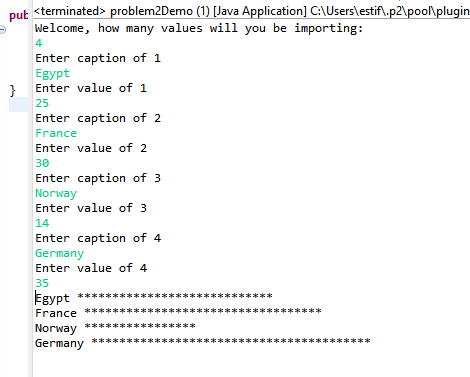 pub
<terminated> problem2Demo (1) [Java Application] C:\Users\estif\.p2\pool\plugin
Welcome, how many values will you be importing:
4
Enter caption of 1
Egypt
Enter value of 1
}
25
Enter caption of 2
France
Enter value of 2
30
Enter caption of 3
Norway
Enter value of 3
14
Enter caption of 4
Germany
Enter value of 4
35
Egypt ****************************
France **********************************
Norway ****************
Germany ****************************************